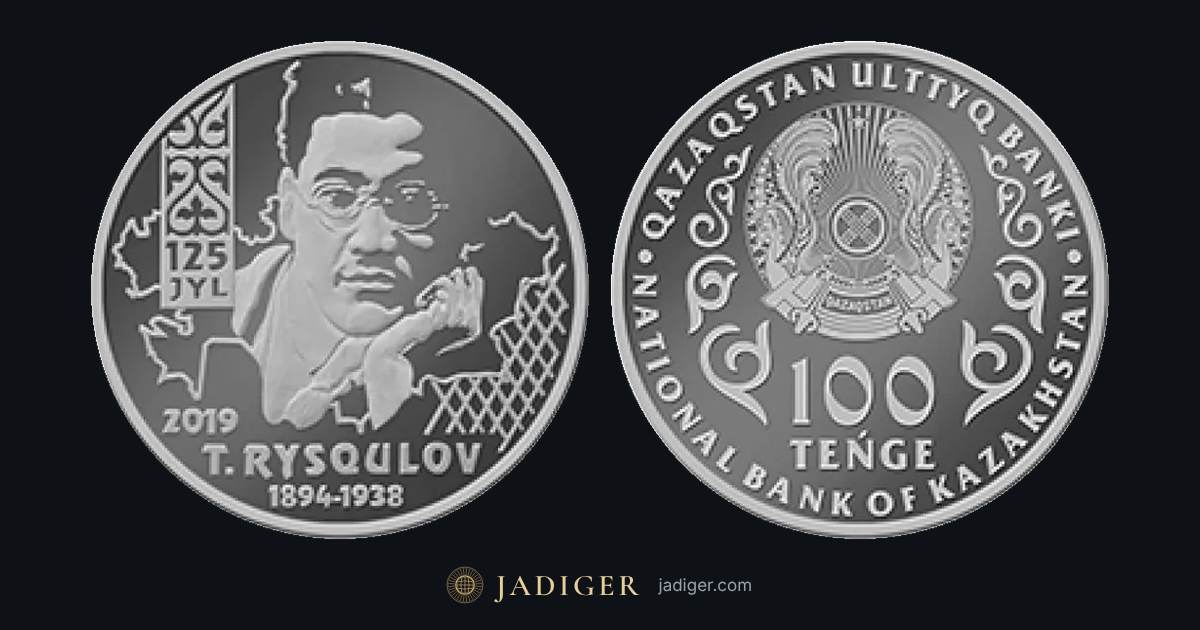 125
JYL
2019
T. RYSQULOV
1894-1938
QAZAQSTAN ULTTYQ BANKI
QAZAQSTAN
100
TEŃGE
NATIONAL BANK OF KAZAKHSTAN
JADIGER jadiger.com